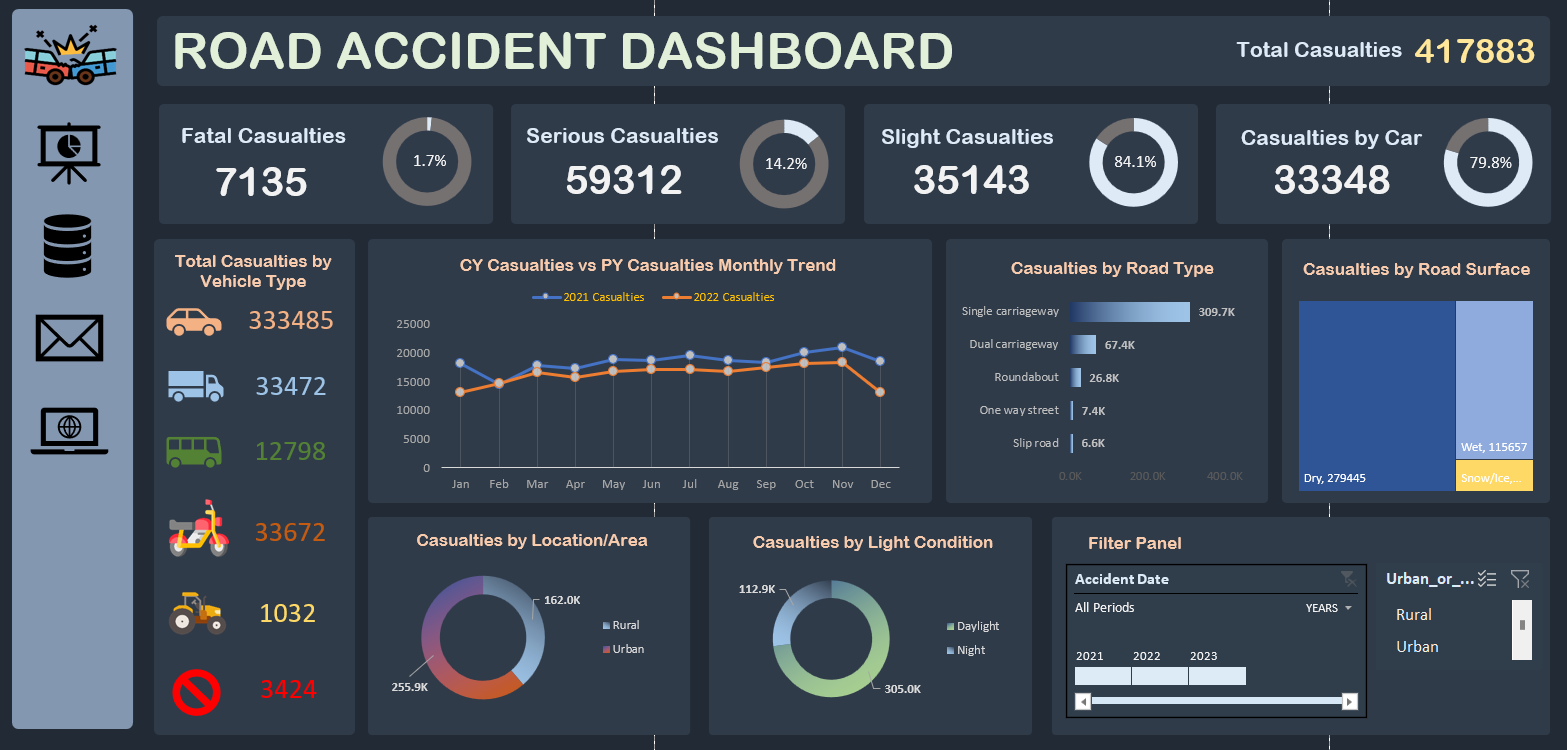 ROAD ACCIDENT DASHBOARD
Total Casualties 417883
Fatal Casualties
7135
1.7%
Serious Casualties
59312
14.2%
Slight Casualties
35143
84.1%
Casualties by Car
33348
79.8%
Total Casualties by
Vehicle Type
333485
33472
12798
33672
1032
3424
CY Casualties vs PY Casualties Monthly Trend
2021 Casualties 2022 Casualties
25000
20000
15000
10000
5000
0
Jan Feb Mar Apr May Jun Jul Aug Sep Oct Nov Dec
Casualties by Road Type
Single carriageway 309.7K
Dual carriageway 67.4K
Roundabout 26.8K
One way street 7.4K
Slip road 6.6K
0.0K 200.0K 400.0K
Casualties by Road Surface
Wet, 115657
Dry, 279445
Snow/Ice,...
Casualties by Location/Area
162.0K
Rural
Urban
255.9K
Casualties by Light Condition
112.9K
Daylight
Night
305.0K
Filter Panel
Accident Date
All Periods YEARS
2021 2022 2023
Urban_or_...
Rural
Urban